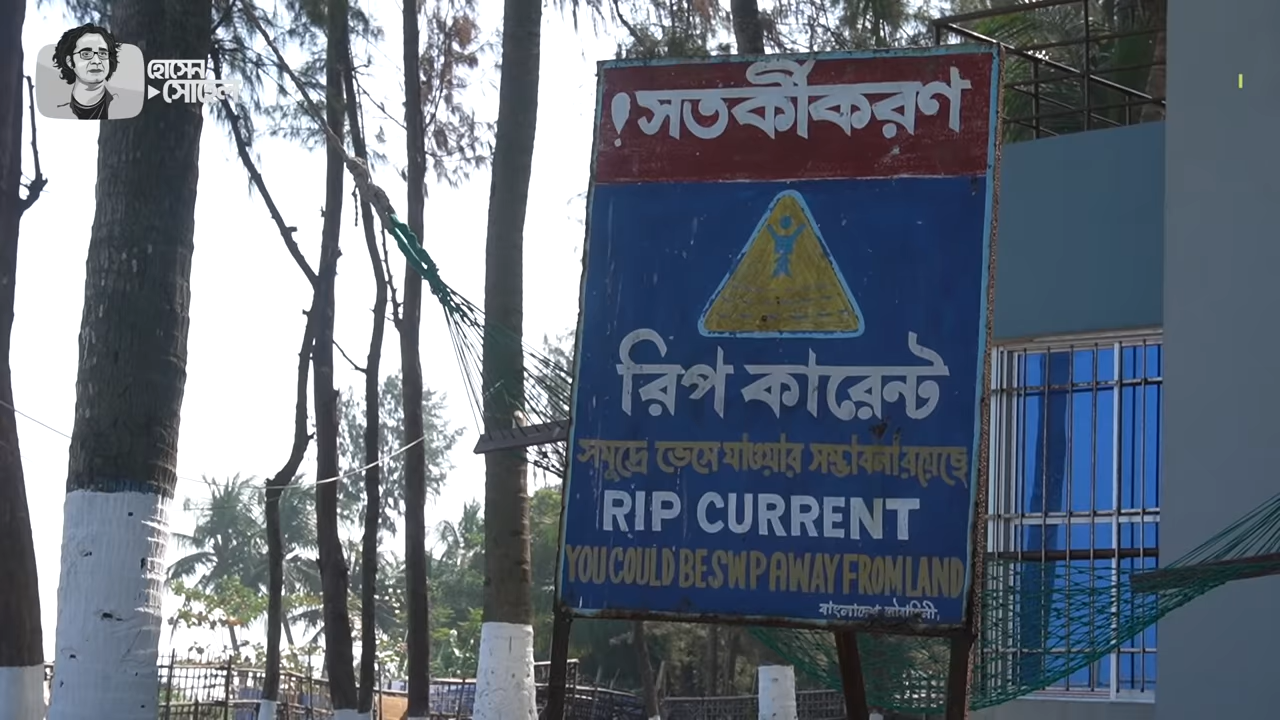 হোসেন
সোহেল
! সতর্কীকরণ
রিপ কারেন্ট
সমুদ্রে ভেসে যাওয়ার সম্ভাবনা রয়েছে
RIP CURRENT
YOU COULD BE SWP AWAY FROM LAND
বাংলাদেশ